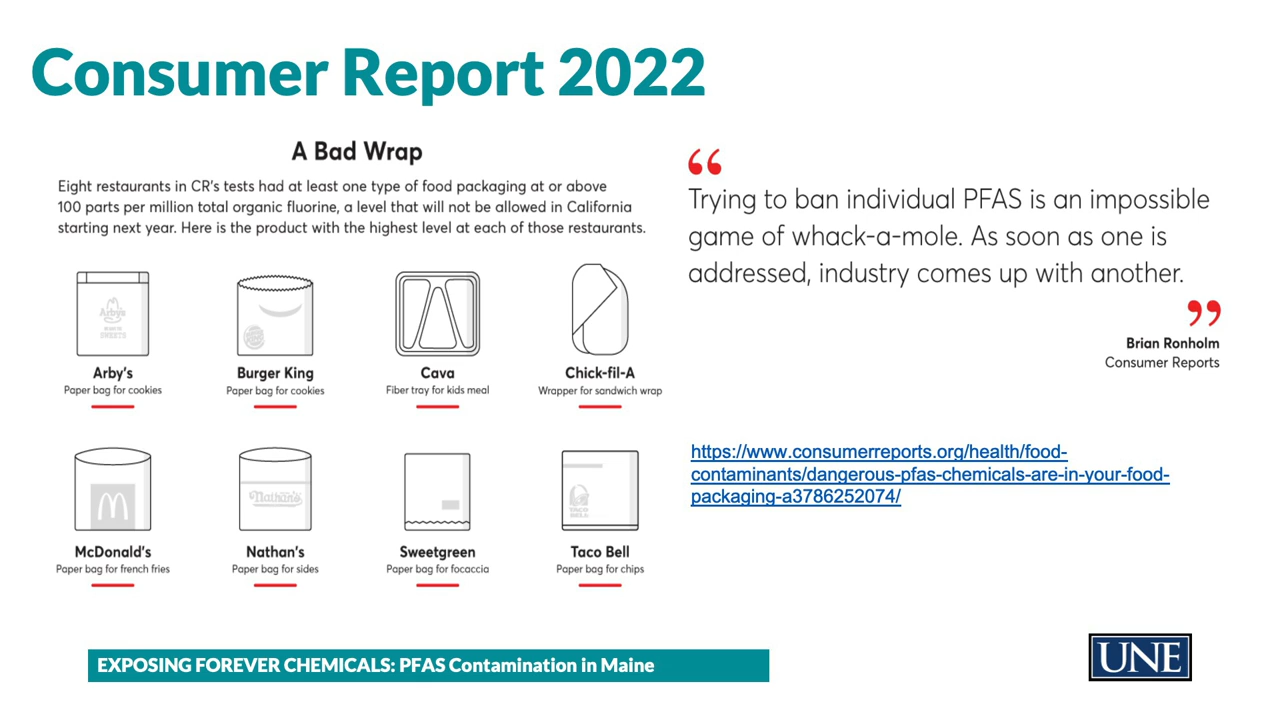 Consumer Report 2022
A Bad Wrap
Eight restaurants in CR's tests had at least one type of food packaging at or above
100 parts per million total organic fluorine, a level that will not be allowed in California
starting next year. Here is the product with the highest level at each of those restaurants.
Arby's
Arby's
Paper bag for cookies
Burger King
Paper bag for cookies
Cava
Fiber tray for kids meal
Chick-fil-A
Wrapper for sandwich wrap
McDonald's
Paper bag for french fries
Nathan's
Nathan's
Paper bag for sides
Sweetgreen
Paper bag for focaccia
TACO
BELL
Taco Bell
Paper bag for chips
“
Trying to ban individual PFAS is an impossible
game of whack-a-mole. As soon as one is
addressed, industry comes up with another.
”
Brian Ronholm
Consumer Reports
https://www.consumerreports.org/health/food-
contaminants/dangerous-pfas-chemicals-are-in-your-food-
packaging-a3786252074/
EXPOSING FOREVER CHEMICALS: PFAS Contamination in Maine
UNE